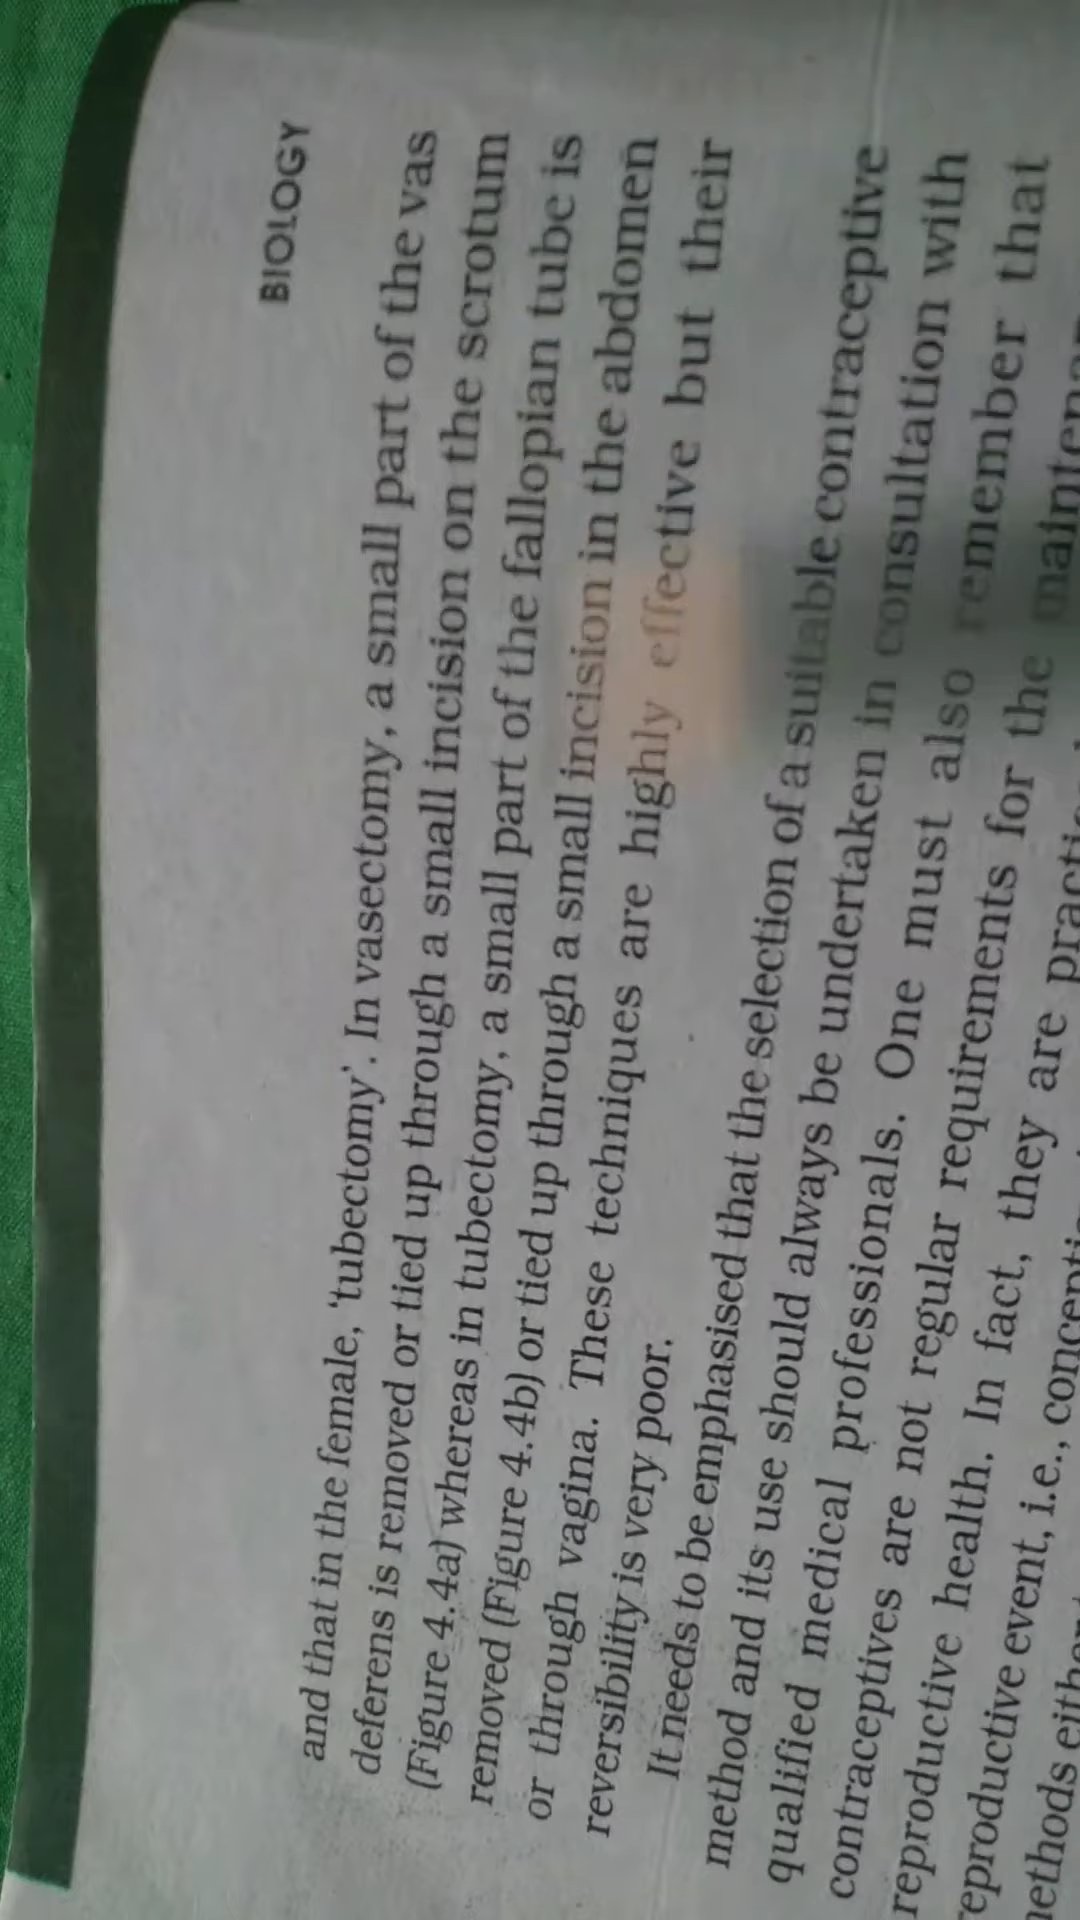 BIOLOGY
and that in the female, ‘tubectomy’. In vasectomy, a small part of the vas
deferens is removed or tied up through a small incision on the scrotum
(Figure 4.4a) whereas in tubectomy, a small part of the fallopian tube is
removed (Figure 4.4b) or tied up through a small incision in the abdomen
or through vagina. These techniques are highly effective but their
reversibility is very poor.
It needs to be emphasised that the selection of a suitable contraceptive
method and its use should always be undertaken in consultation with
qualified medical professionals. One must also remember that
contraceptives are not regular requirements for the
reproductive health. In fact, they are
reproductive event, i.e.,